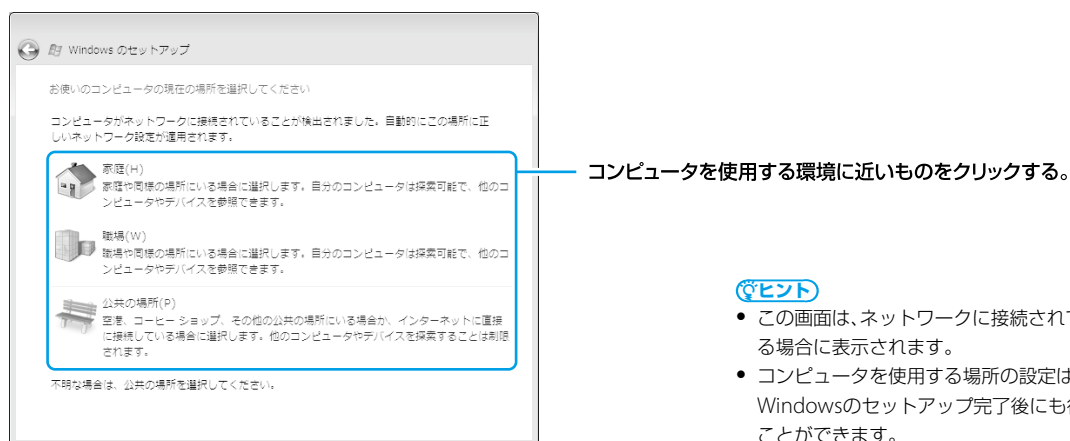 Windows のセットアップ
お使いのコンピュータの現在の場所を選択してください
コンピュータがネットワークに接続されていることが検出されました。自動的にこの場所に正
しいネットワーク設定が適用されます。
家庭(H)
家庭や同様の場所にいる場合に選択します。自分のコンピュータは探索可能で、他のコ
ンピュータやデバイスを参照できます。
職場(W)
職場や同様の場所にいる場合に選択します。自分のコンピュータは探索可能で、他のコ
ンピュータやデバイスを参照できます。
公共の場所(P)
空港、コーヒー ショップ、その他の公共の場所にいる場合か、インターネットに直接
に接続している場合に選択します。他のコンピュータやデバイスを探索することは制限
されます。
不明な場合は、公共の場所を選択してください。
コンピュータを使用する環境に近いものをクリックする。
ヒント
• この画面は、ネットワークに接続されて
る場合に表示されます。
• コンピュータを使用する場所の設定は
Windowsのセットアップ完了後にも
ことができます。